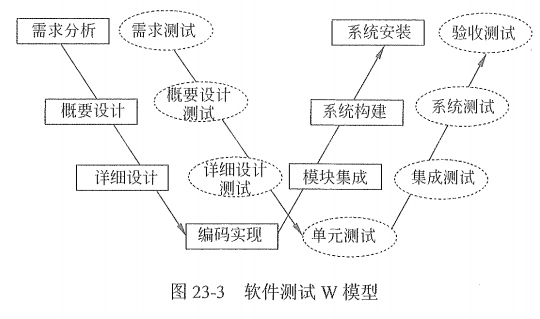 需求分析
需求测试
系统安装
验收测试
概要设计
概要设计
测试
系统构建
系统测试
详细设计
详细设计
测试
模块集成
集成测试
编码实现
单元测试
图 23-3 软件测试 W 模型